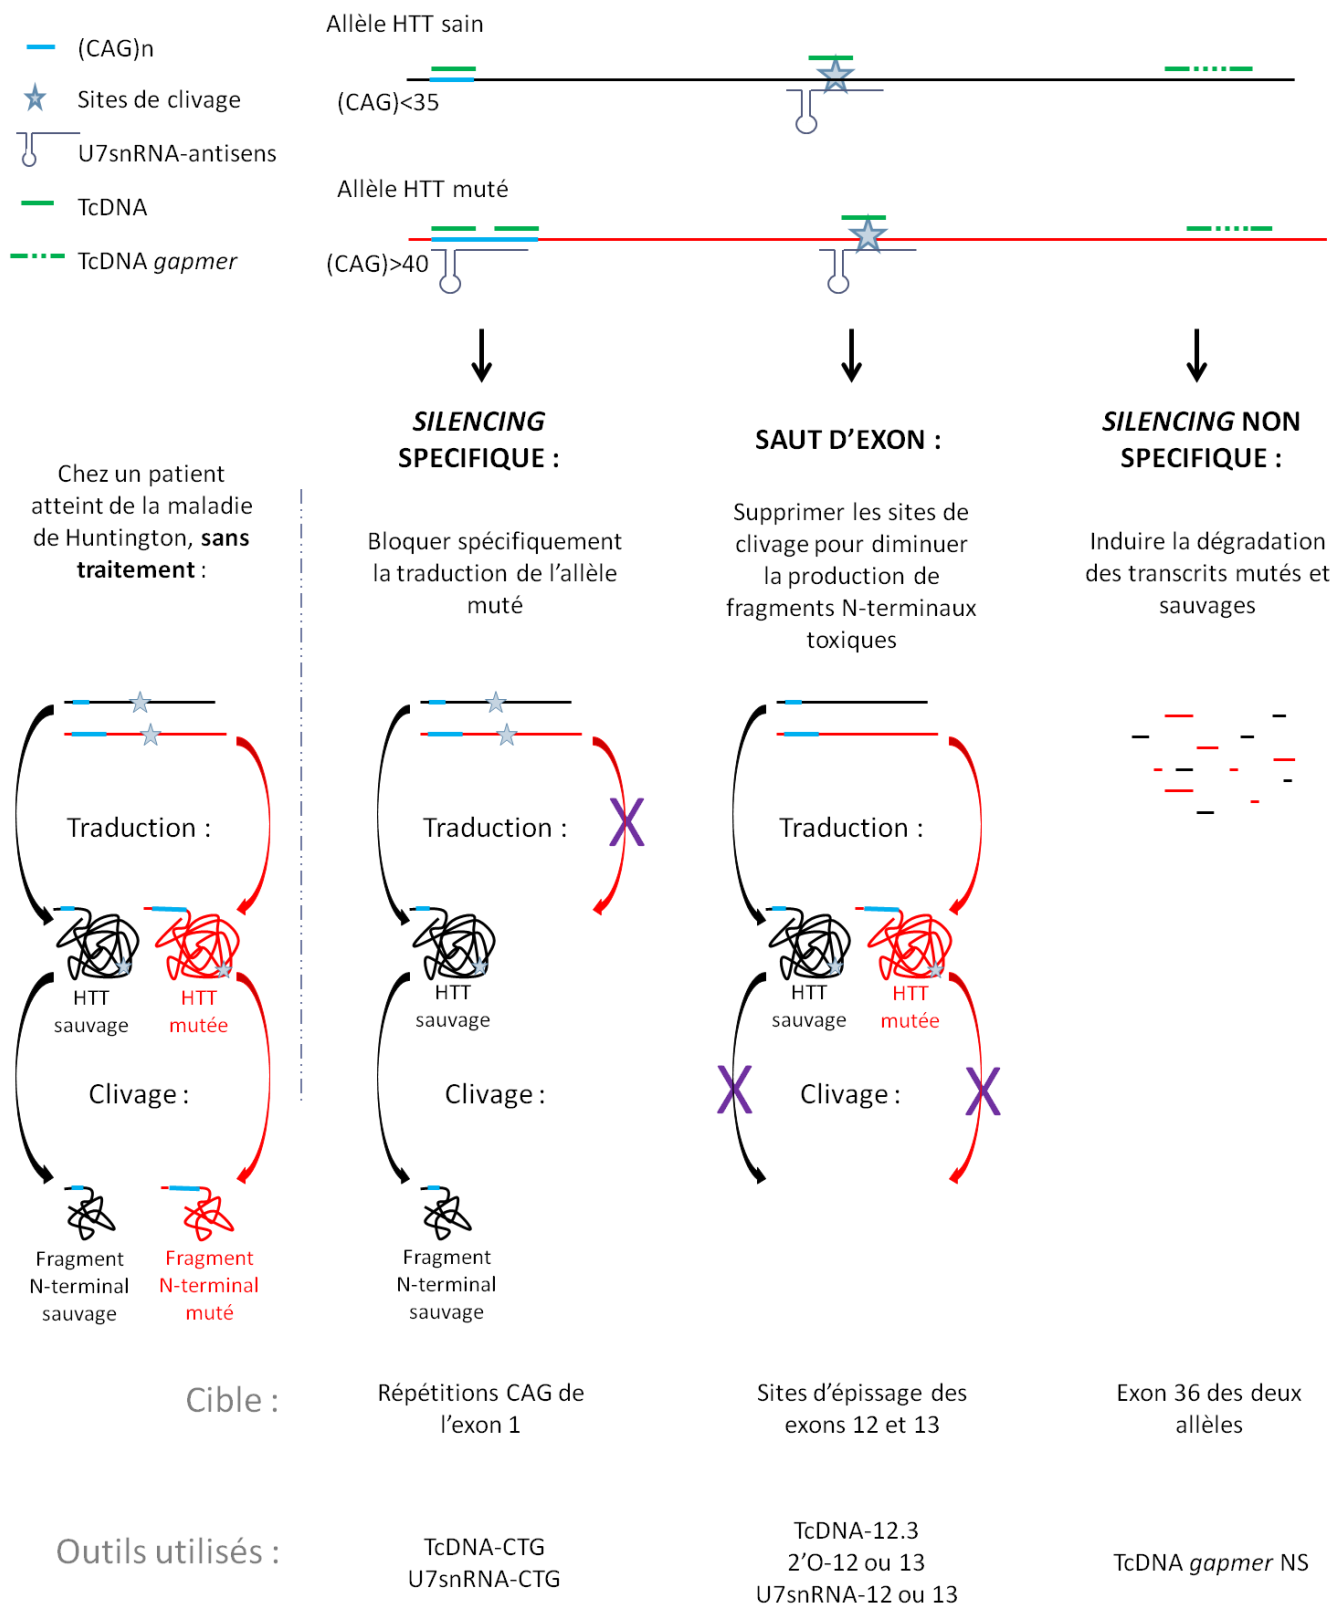 (CAG)n
Sites de clivage
U7snRNA-antisens
TcDNA
TcDNA gapmer
Allèle HTT sain
(CAG)<35
Allèle HTT muté
(CAG)>40
Chez un patient
atteint de la maladie
de Huntington, sans
traitement :
Traduction :
HTT
sauvage
HTT
mutée
Clivage :
Fragment
N-terminal
sauvage
Fragment
N-terminal
muté
SILENCING
SPECIFIQUE :
Bloquer spécifiquement
la traduction de l'allèle
muté
Traduction :
X
HTT
sauvage
Clivage :
Fragment
N-terminal
sauvage
SAUT D'EXON :
Supprimer les sites de
clivage pour diminuer
la production de
fragments N-terminaux
toxiques
Traduction :
HTT
sauvage
HTT
mutée
X
Clivage :
X
SILENCING NON
SPECIFIQUE :
Induire la dégradation
des transcrits mutés et
sauvages
Cible :
Répétitions CAG de
l'exon 1
Sites d'épissage des
exons 12 et 13
Exon 36 des deux
allèles
Outils utilisés :
TcDNA-CTG
U7snRNA-CTG
TcDNA-12.3
2'O-12 ou 13
U7snRNA-12 ou 13
TcDNA gapmer NS